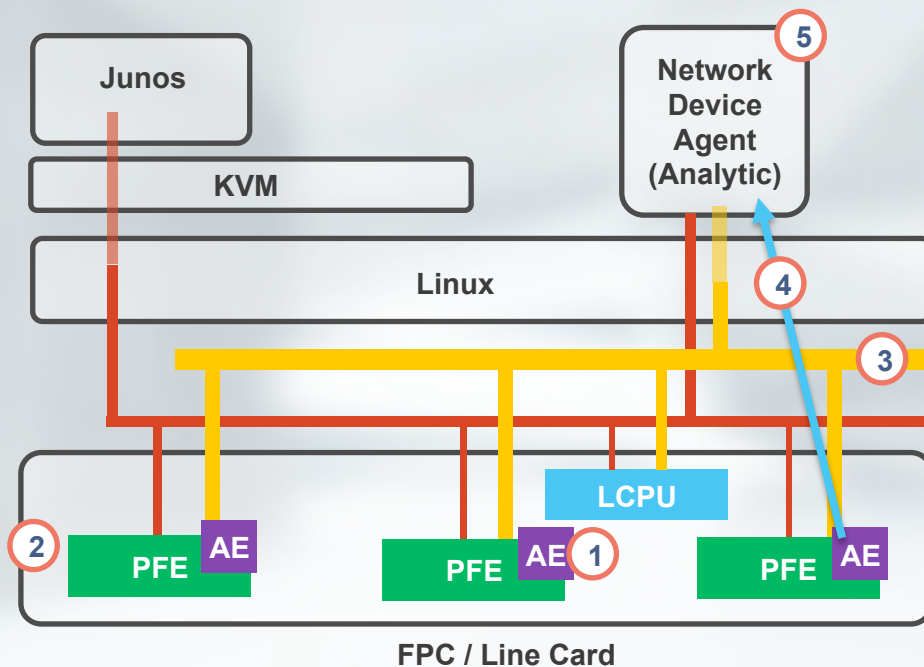 Junos
KVM
Network
Device
Agent
(Analytic)
5
Linux
4
3
LCPU
2
PFE
AE
PFE
AE
1
PFE
AE
FPC / Line Card